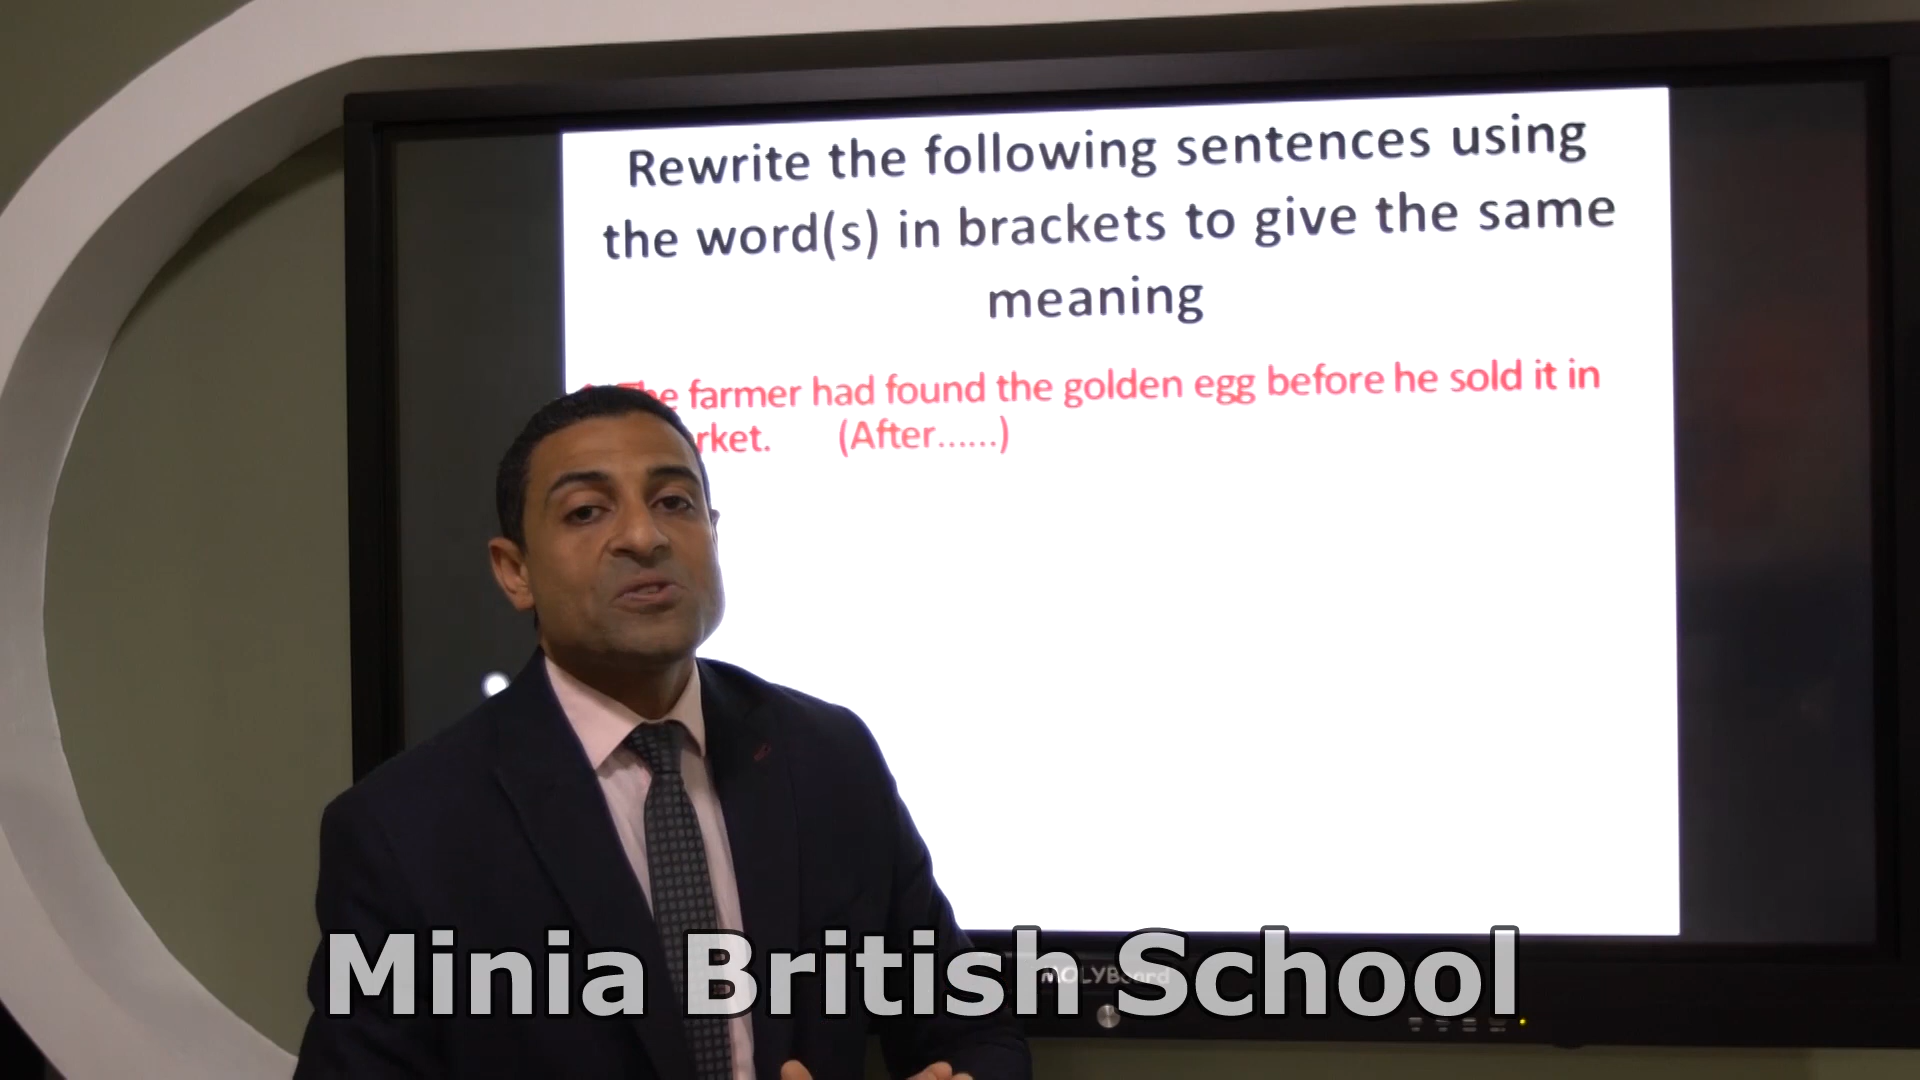 Rewrite the following sentences using
the word(s) in brackets to give the same
meaning
farmer had found the golden egg before he sold it in
(After......)
Minia British School
MOLYBoard